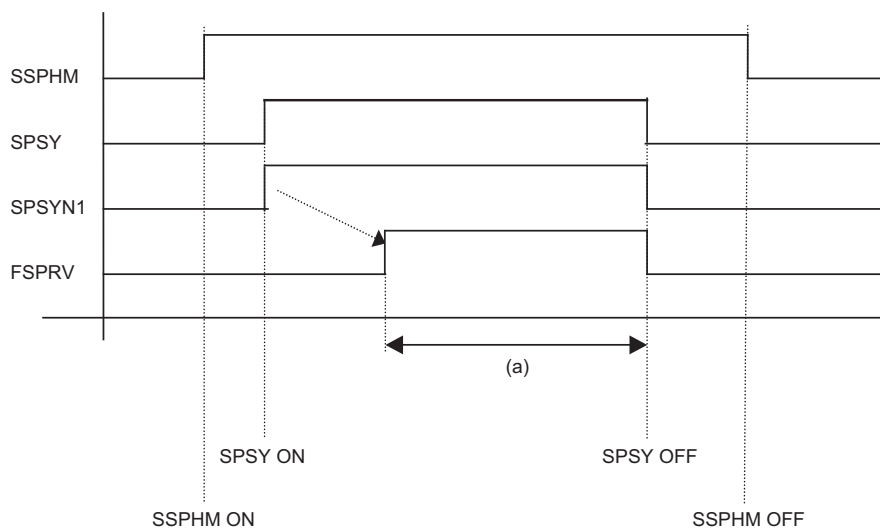 SSPHM
SPSY
SPSYN1
FSPRV
(a)
SPSY ON
SPSY OFF
SSPHM ON
SSPHM OFF